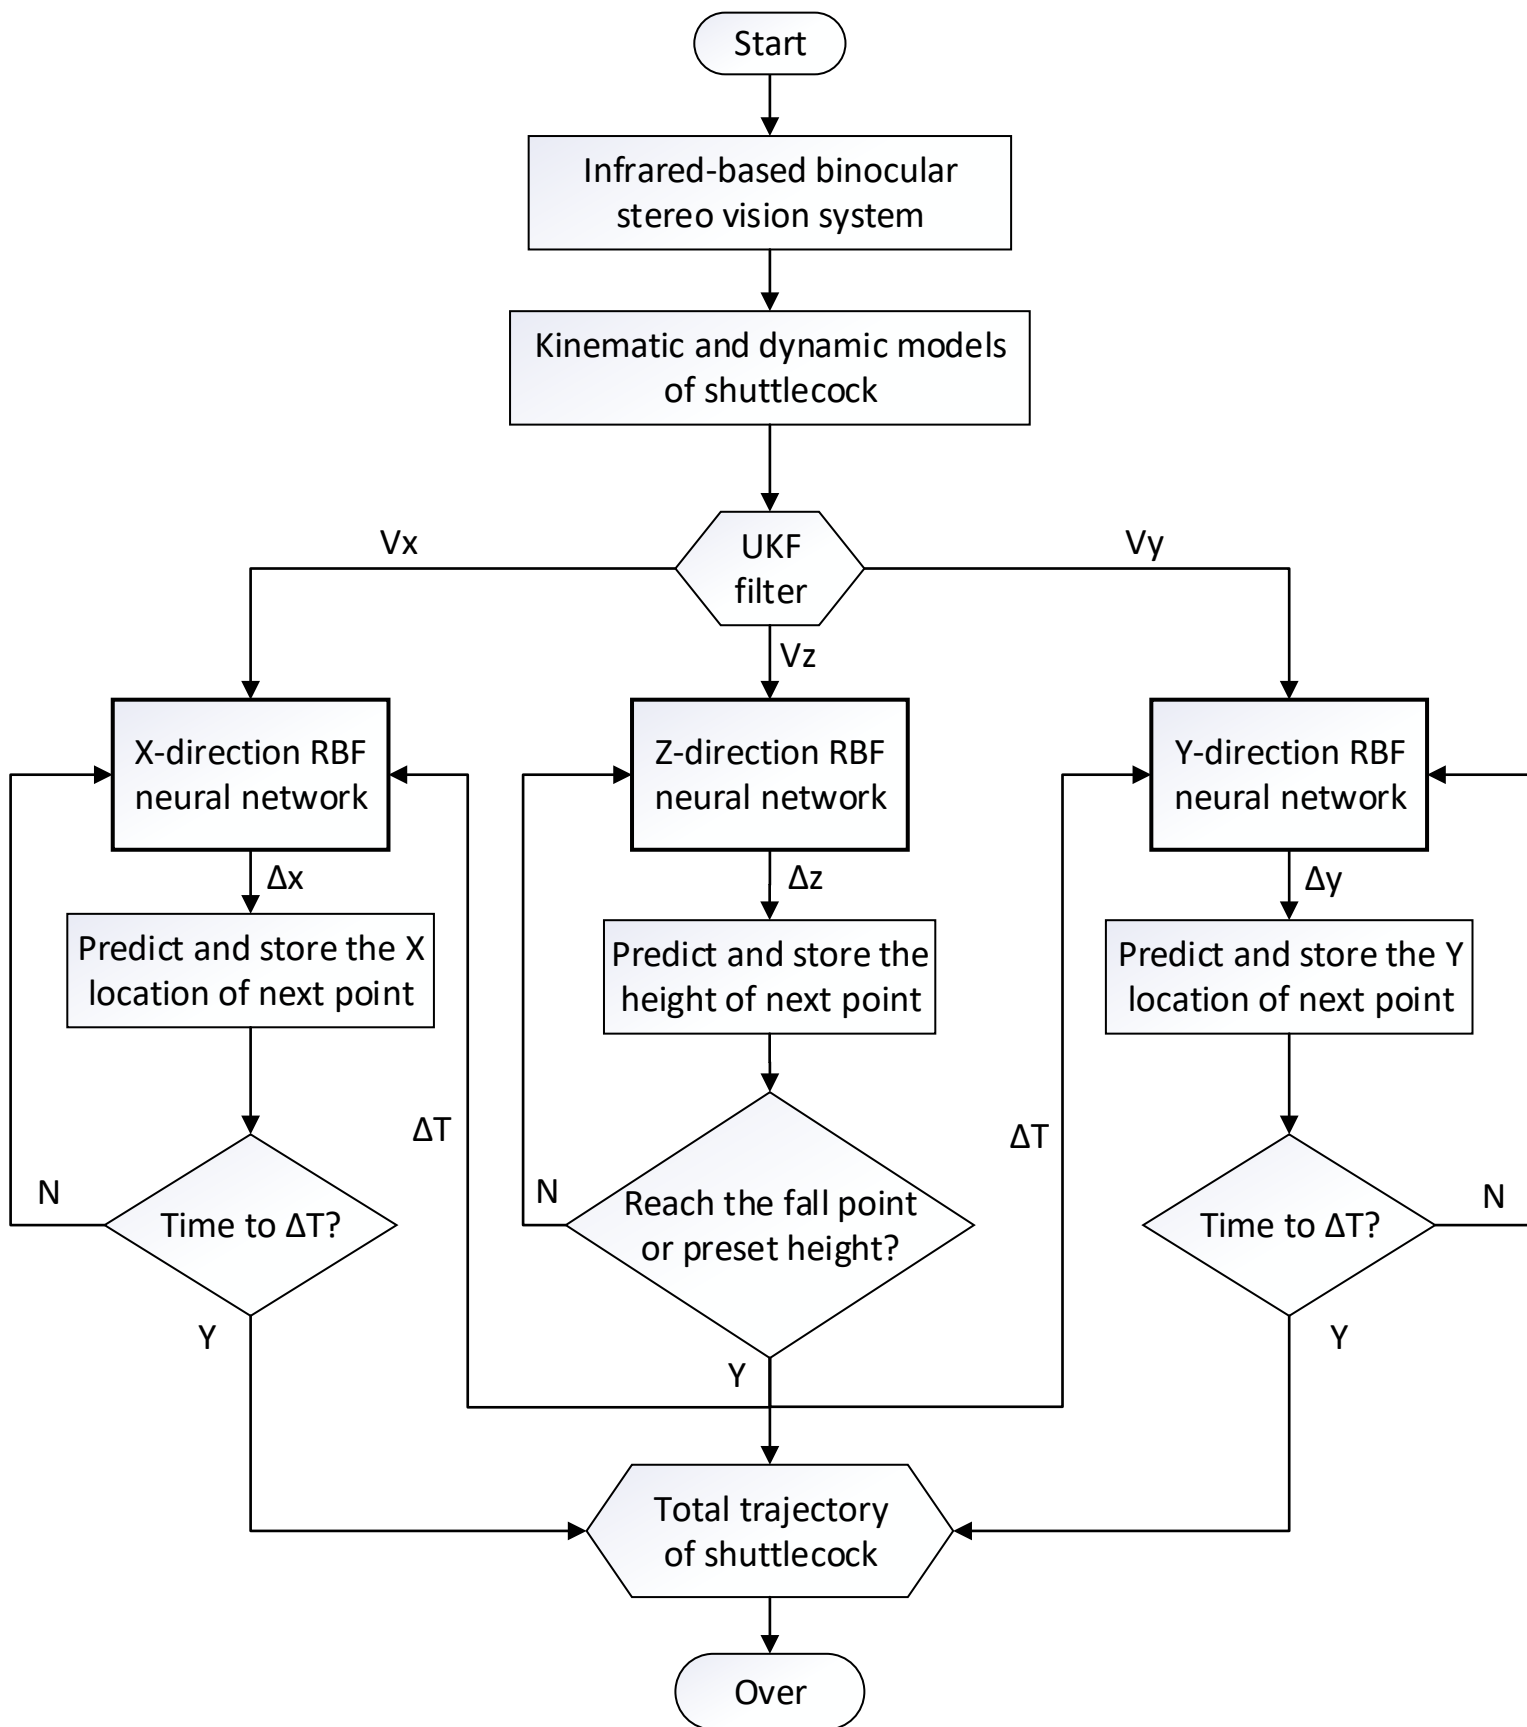 Start
Infrared-based binocular
stereo vision system
Kinematic and dynamic models
of shuttlecock
UKF
filter
Vx
Vy
Vz
X-direction RBF
neural network
Z-direction RBF
neural network
Y-direction RBF
neural network
Δx
Δz
Δy
Predict and store the X
location of next point
Predict and store the
height of next point
Predict and store the Y
location of next point
ΔT
ΔT
N
Time to ΔT?
N
Reach the fall point
or preset height?
Time to ΔT?
N
Y
Y
Y
Total trajectory
of shuttlecock
Over